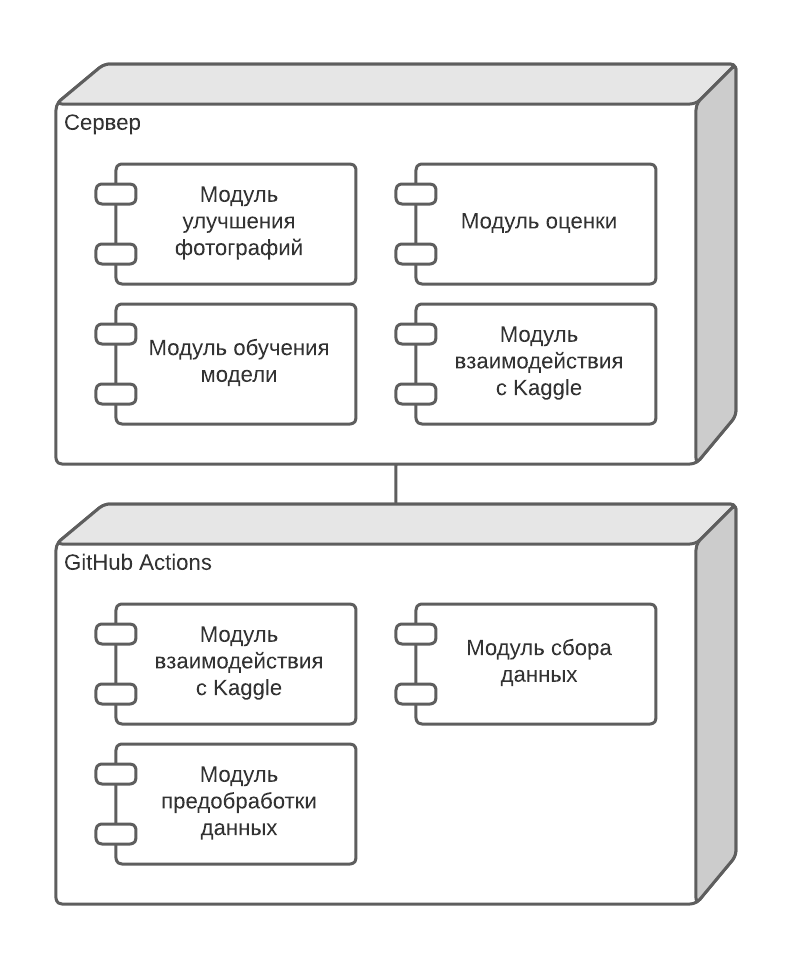 Сервер
Модуль
улучшения
фотографий
Модуль оценки
Модуль обучения
модели
Модуль
взаимодействия
с Kaggle
GitHub Actions
Модуль
взаимодействия
с Kaggle
Модуль сбора
данных
Модуль
предобработки
данных